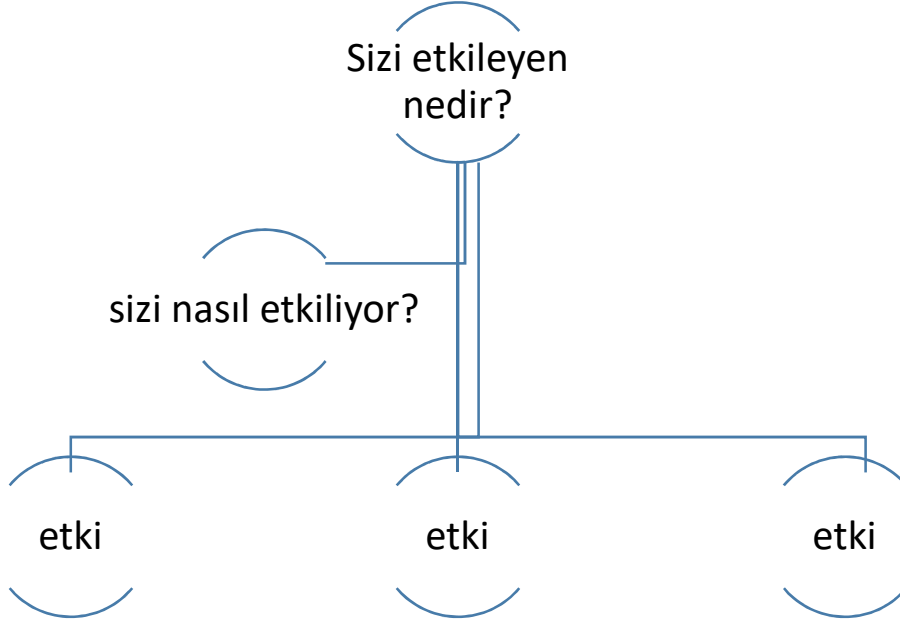 Sizi etkileyen
nedir?
sizi nasıl etkiliyor?
etki
etki
etki